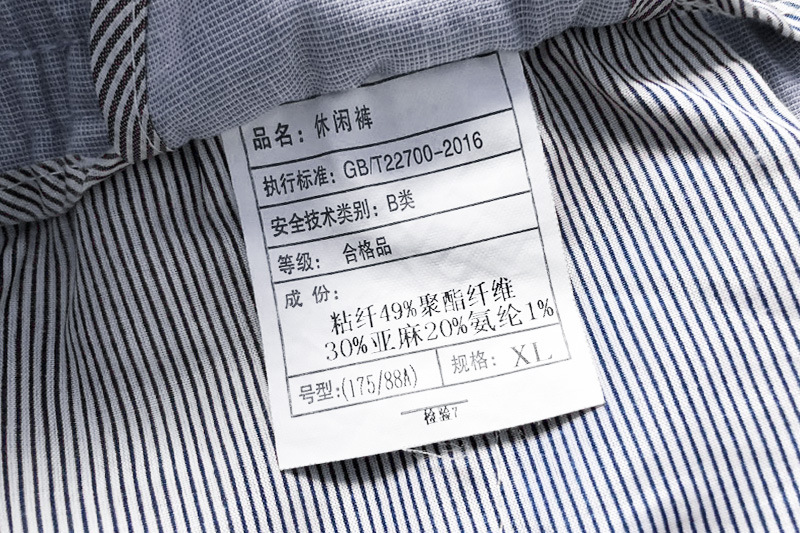 品名：休闲裤
执行标准：GB/T22700-2016
安全技术类别：B类
等级：合格品
成份：
粘纤49%聚酯纤维
30%亚麻20%氨纶1%
号型:(175/88A) 规格：XL
检验7